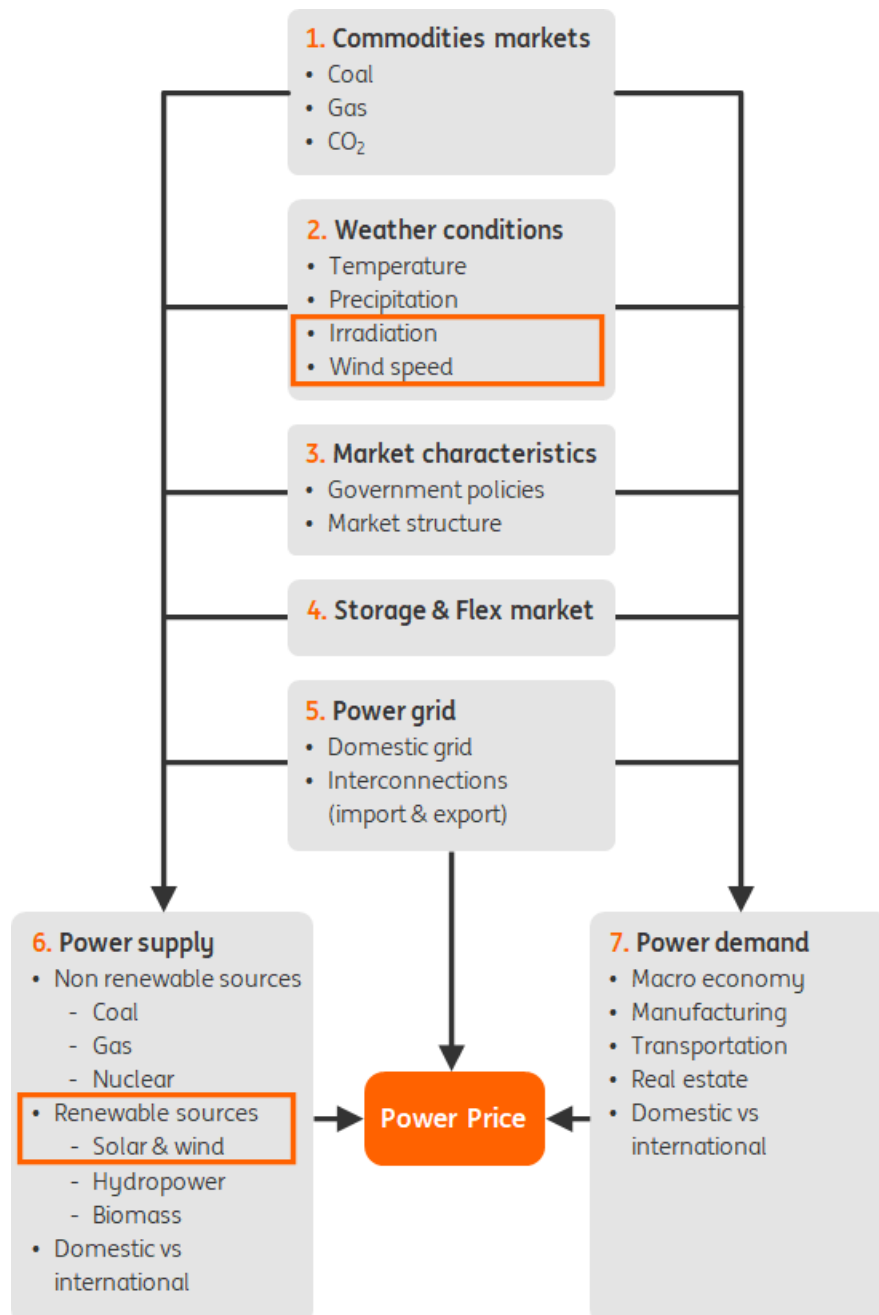 1. Commodities markets
• Coal
• Gas
• CO₂
2. Weather conditions
• Temperature
• Precipitation
• Irradiation
• Wind speed
3. Market characteristics
• Government policies
• Market structure
4. Storage & Flex market
5. Power grid
• Domestic grid
• Interconnections
(import & export)
6. Power supply
• Non renewable sources
- Coal
- Gas
- Nuclear
• Renewable sources
- Solar & wind
- Hydropower
- Biomass
• Domestic vs
international
Power Price
7. Power demand
• Macro economy
• Manufacturing
• Transportation
• Real estate
• Domestic vs
international